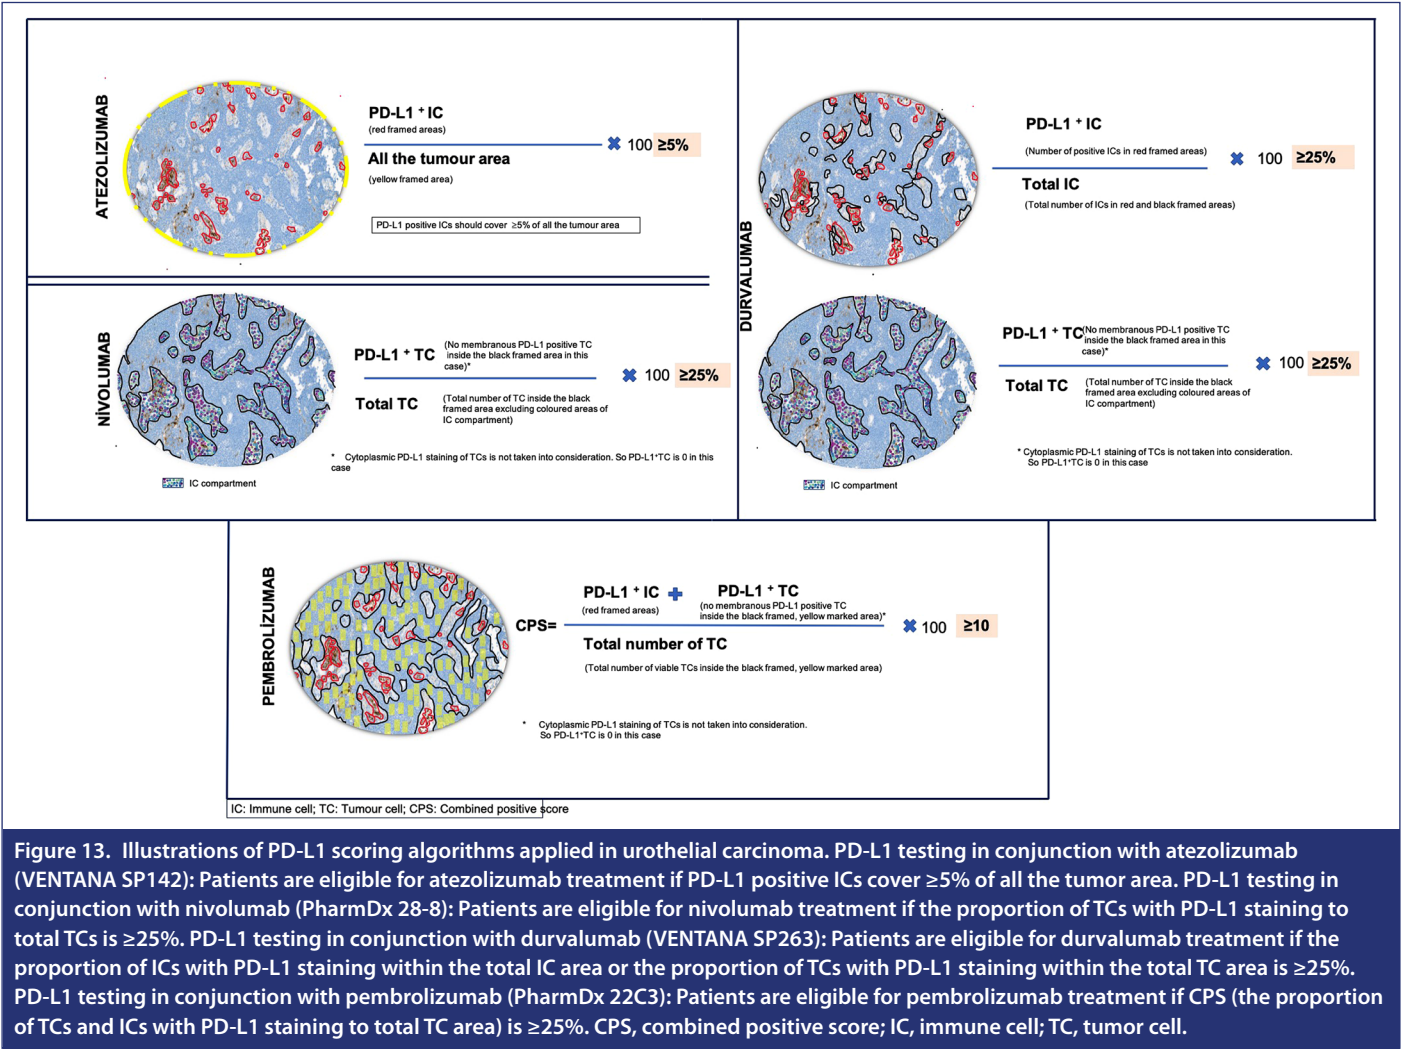 ATEZOLIZUMAB
PD-L1 + IC
(red framed areas)
All the tumour area
(yellow framed area)
✖ 100 ≥5%
PD-L1 positive ICs should cover ≥5% of all the tumour area
NİVOLUMAB
PD-L1 + TC
(No membranous PD-L1 positive TC
inside the black framed area in this
case)*
Total TC
(Total number of TC inside the black
framed area excluding coloured areas of
IC compartment)
✖ 100 ≥25%
* Cytoplasmic PD-L1 staining of TCs is not taken into consideration. So PD-L1+TC is 0 in this
case
IC compartment
DURVALUMAB
PD-L1 + IC
(Number of positive ICs in red framed areas)
Total IC
(Total number of ICs in red and black framed areas)
✖ 100 ≥25%
PD-L1 + TC
(No membranous PD-L1 positive TC
inside the black framed area in this
case)*
Total TC
(Total number of TC inside the black
framed area excluding coloured areas of
IC compartment)
✖ 100 ≥25%
* Cytoplasmic PD-L1 staining of TCs is not taken into consideration.
So PD-L1+TC is 0 in this case
IC compartment
PEMBROLİZUMAB
CPS=
PD-L1 + IC
(red framed areas)
✚
PD-L1 + TC
(no membranous PD-L1 positive TC
inside the black framed, yellow marked area)*
Total number of TC
(Total number of viable TCs inside the black framed, yellow marked area)
✖ 100 ≥10
* Cytoplasmic PD-L1 staining of TCs is not taken into consideration.
So PD-L1+TC is 0 in this case
IC: Immune cell; TC: Tumour cell; CPS: Combined positive score
Figure 13. Illustrations of PD-L1 scoring algorithms applied in urothelial carcinoma. PD-L1 testing in conjunction with atezolizumab
(VENTANA SP142): Patients are eligible for atezolizumab treatment if PD-L1 positive ICs cover ≥5% of all the tumor area. PD-L1 testing in
conjunction with nivolumab (PharmDx 28-8): Patients are eligible for nivolumab treatment if the proportion of TCs with PD-L1 staining to
total TCs is ≥25%. PD-L1 testing in conjunction with durvalumab (VENTANA SP263): Patients are eligible for durvalumab treatment if the
proportion of ICs with PD-L1 staining within the total IC area or the proportion of TCs with PD-L1 staining within the total TC area is ≥25%.
PD-L1 testing in conjunction with pembrolizumab (PharmDx 22C3): Patients are eligible for pembrolizumab treatment if CPS (the proportion
of TCs and ICs with PD-L1 staining to total TC area) is ≥25%. CPS, combined positive score; IC, immune cell; TC, tumor cell.